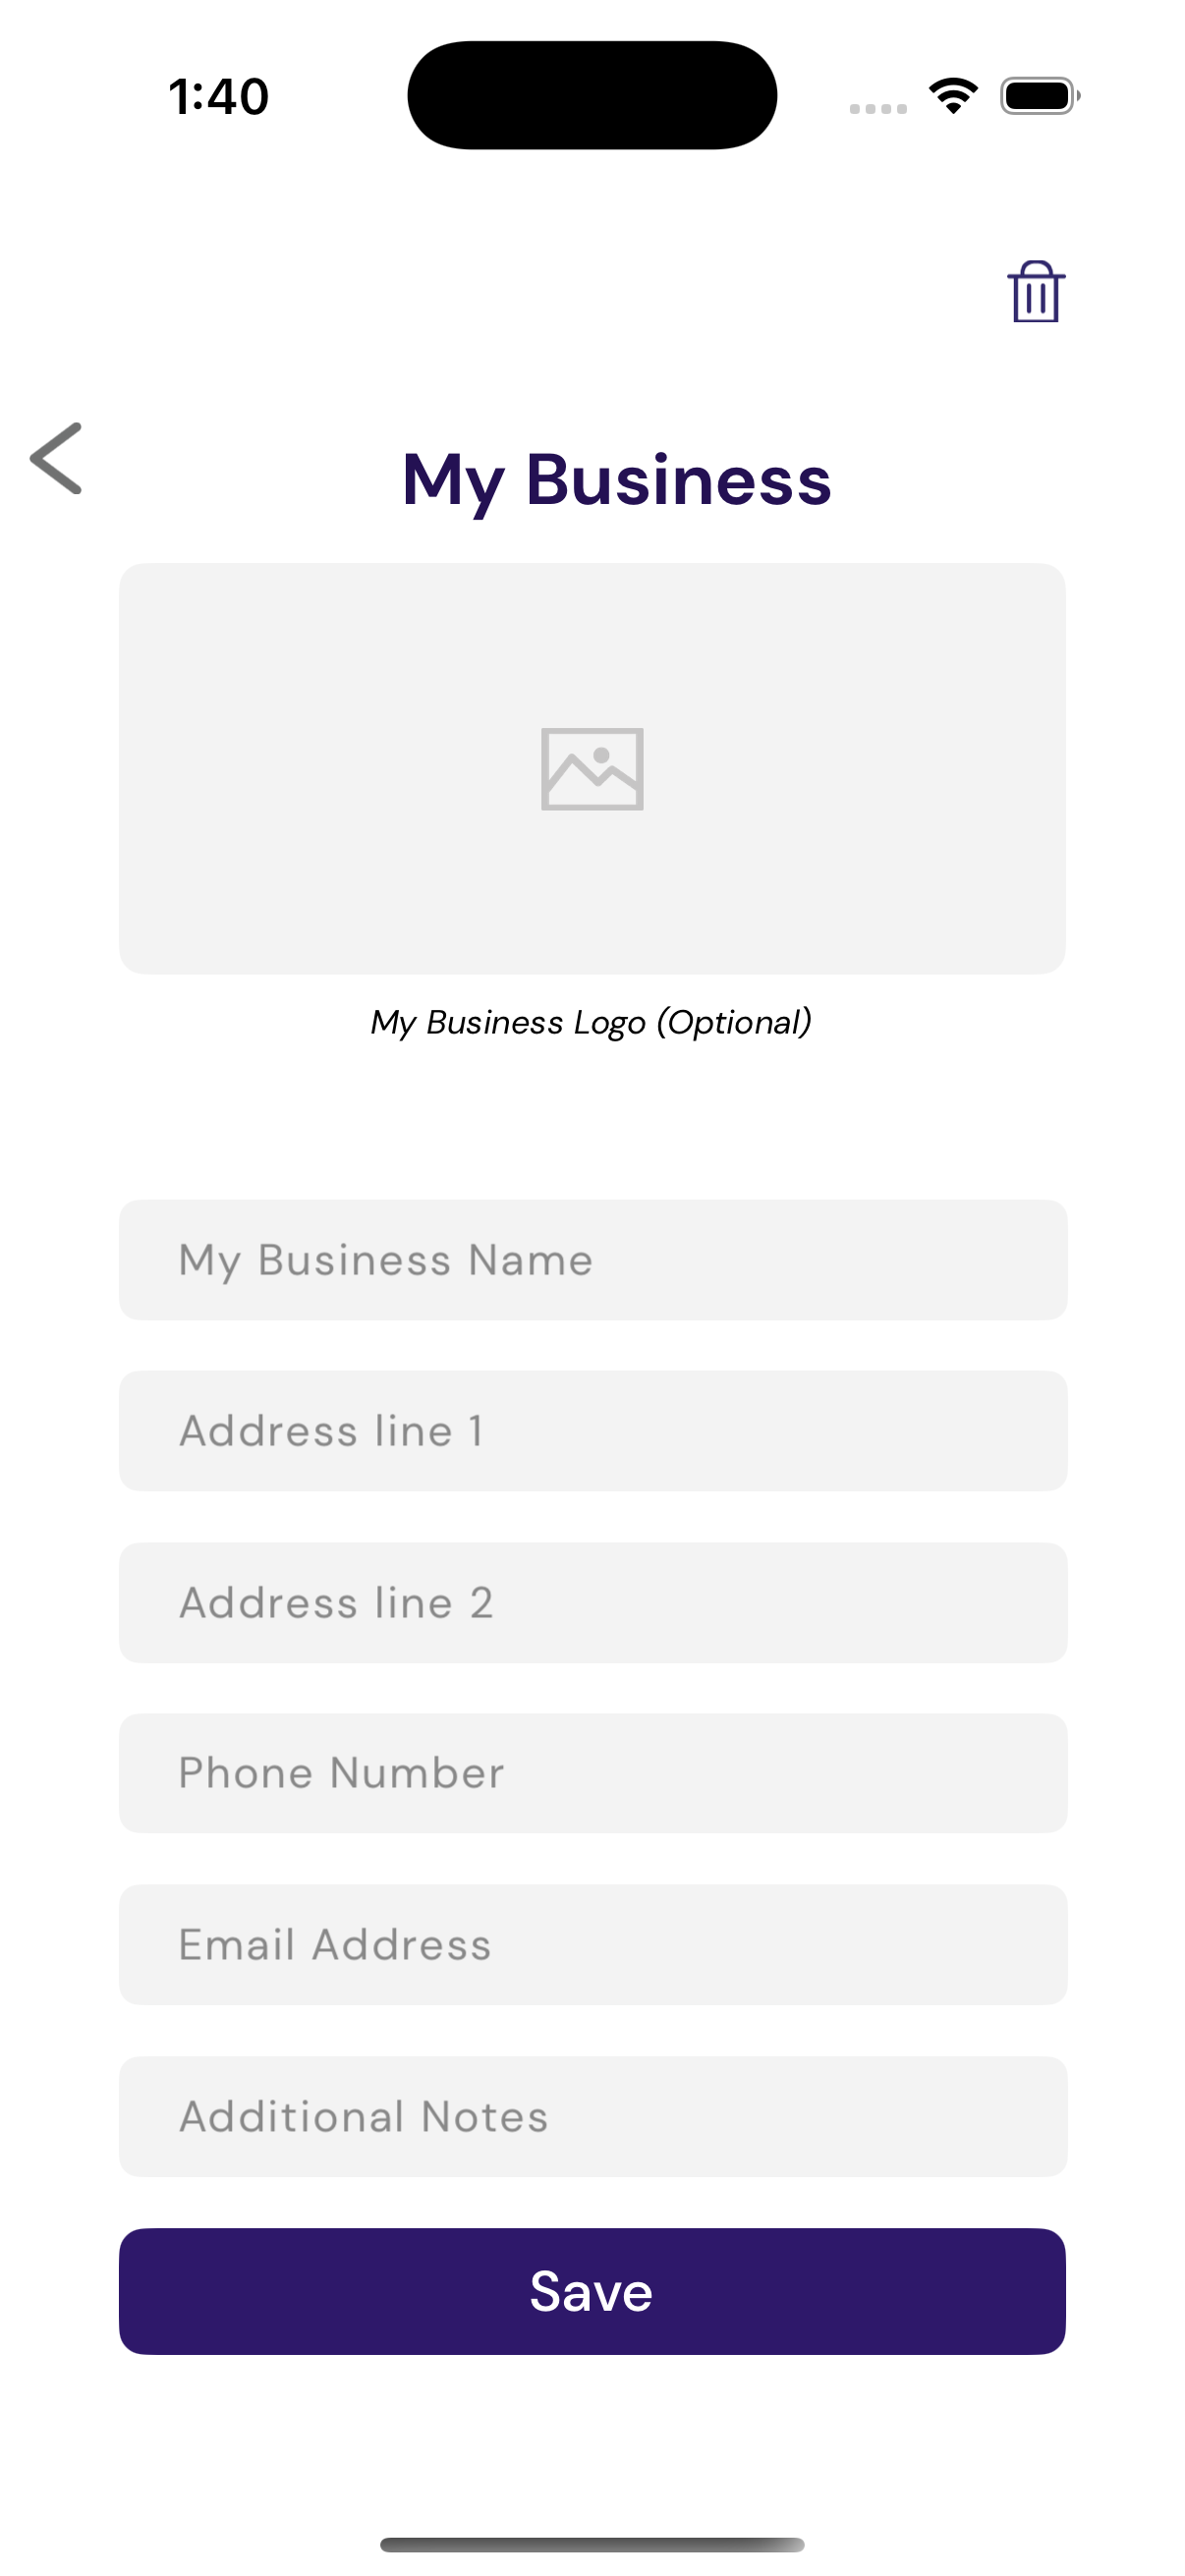 1:40
My Business
My Business Logo (Optional)
My Business Name
Address line 1
Address line 2
Phone Number
Email Address
Additional Notes
Save